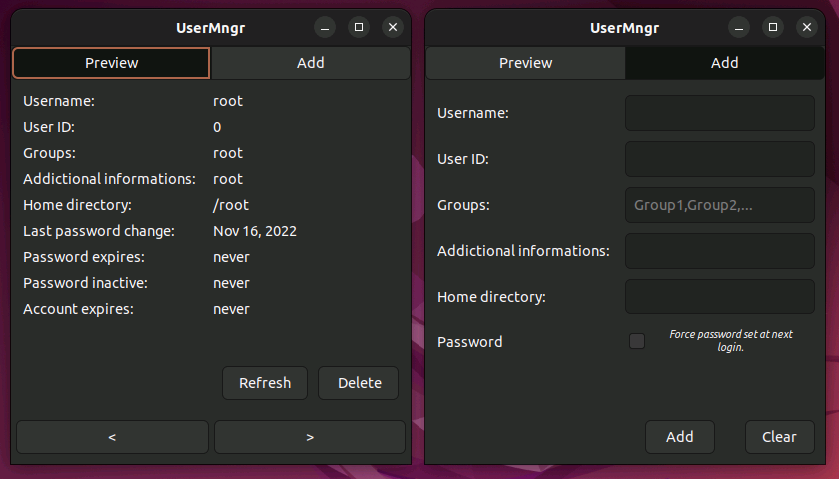 UserMngr
Preview Add
Username: root
User ID: 0
Groups: root
Addictional informations: root
Home directory: /root
Last password change: Nov 16, 2022
Password expires: never
Password inactive: never
Account expires: never
Refresh Delete
< >
UserMngr
Preview Add
Username:
User ID:
Groups: Group1,Group2,...
Addictional informations:
Home directory:
Password Force password set at next
login.
Add Clear